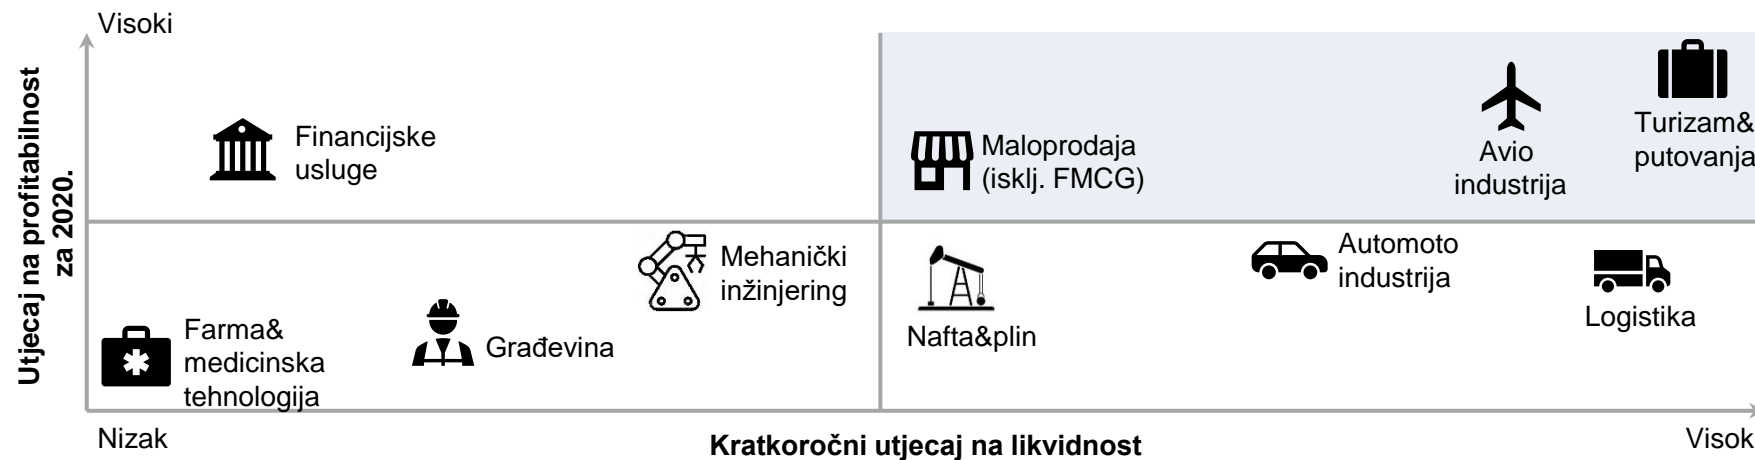 Visoki
Utjecaj na profitabilnost
za 2020.
Financijske
usluge
Maloprodaja
(isklj. FMCG)
Avio
industrija
Turizam&
putovanja
Farma&
medicinska
tehnologija
Građevina
Mehanički
inžinjering
Nafta&plin
Automoto
industrija
Logistika
Nizak
Kratkoročni utjecaj na likvidnost
Visok